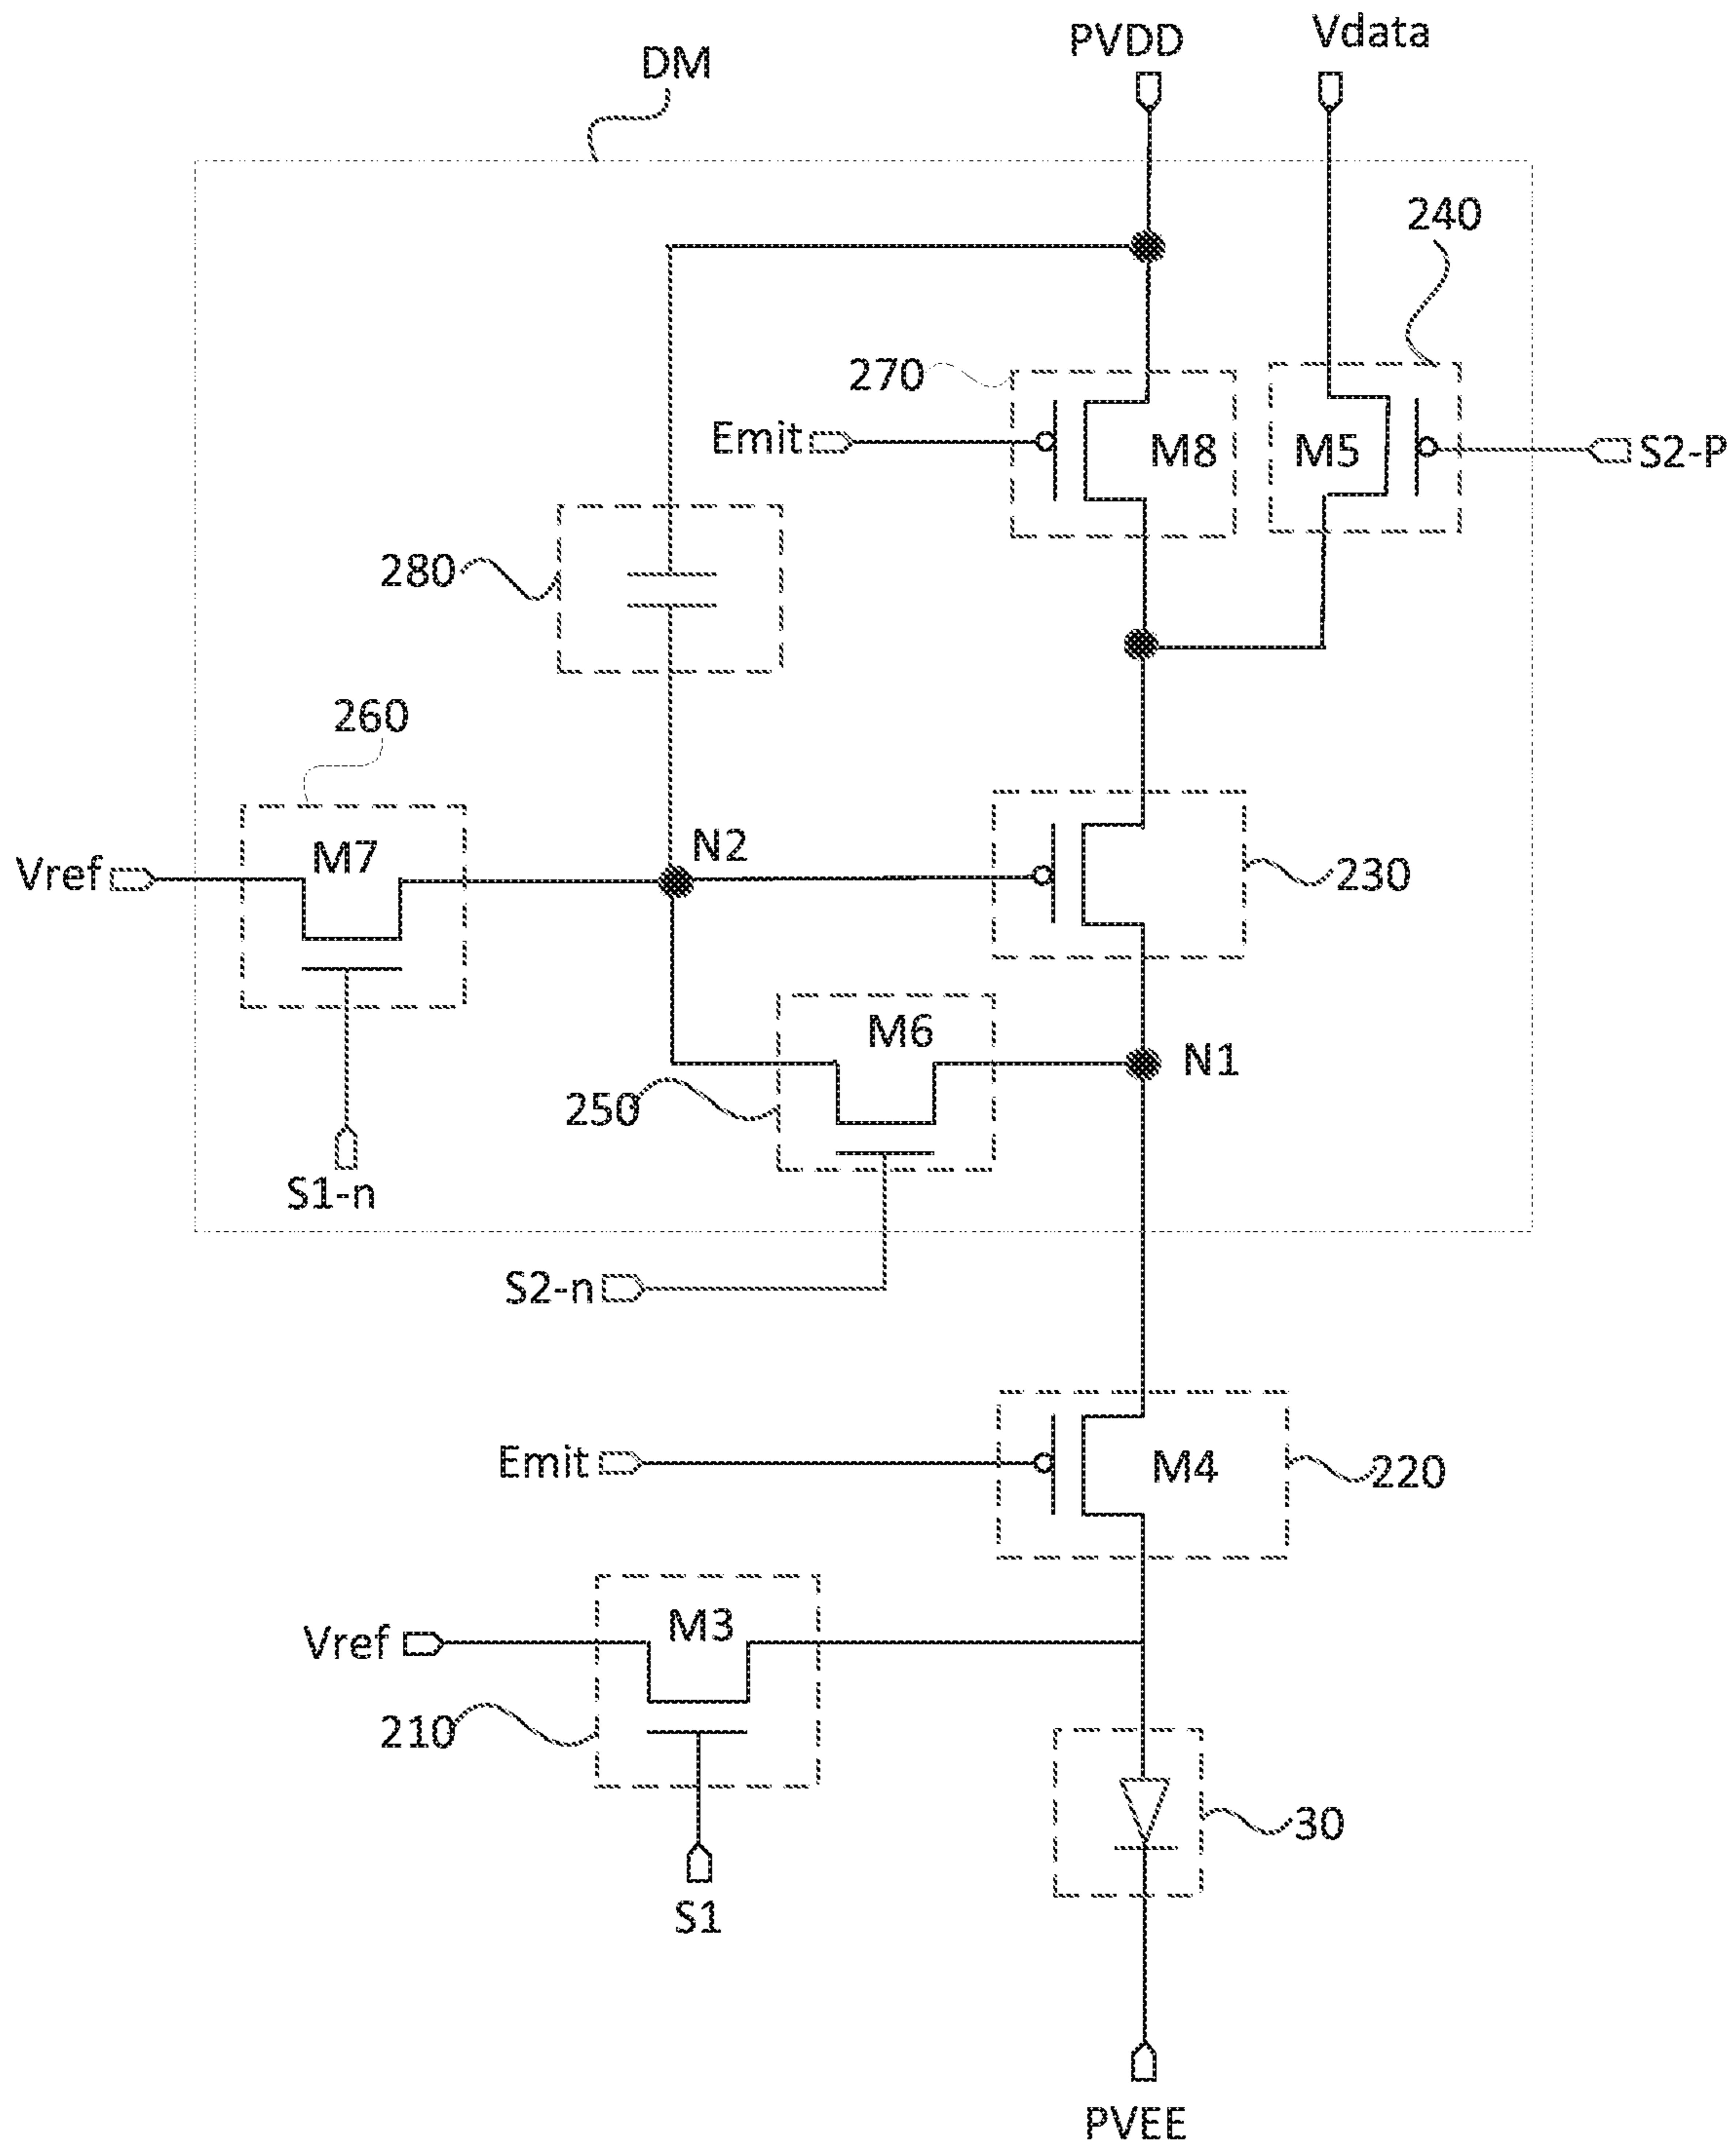 PVDD
Vdata
DM
240
270
Emit
M8
M5
S2-P
280
260
M7
N2
Vref
230
M6
N1
250
S1-n
S2-n
Emit
M4
220
M3
Vref
210
30
S1
PVEE